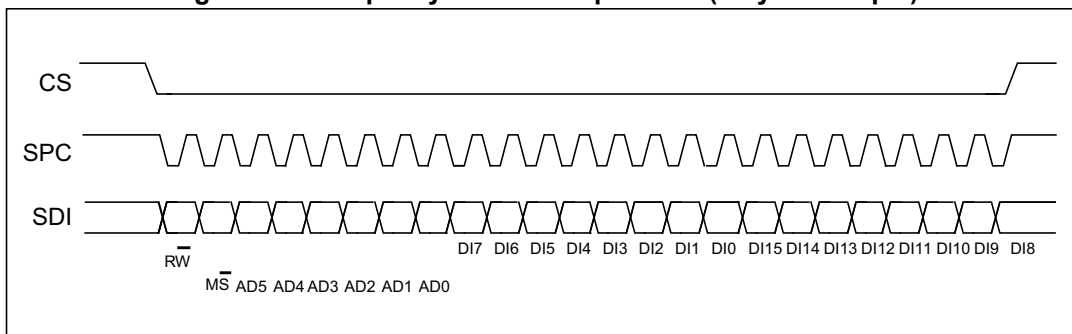 CS
SPC
SDI
DI7 DI6 DI5 DI4 DI3 DI2 DI1 DI0 DI15 DI14 DI13 DI12 DI11 DI10 DI9 DI8
RW̅
MS̅ AD5 AD4 AD3 AD2 AD1 AD0